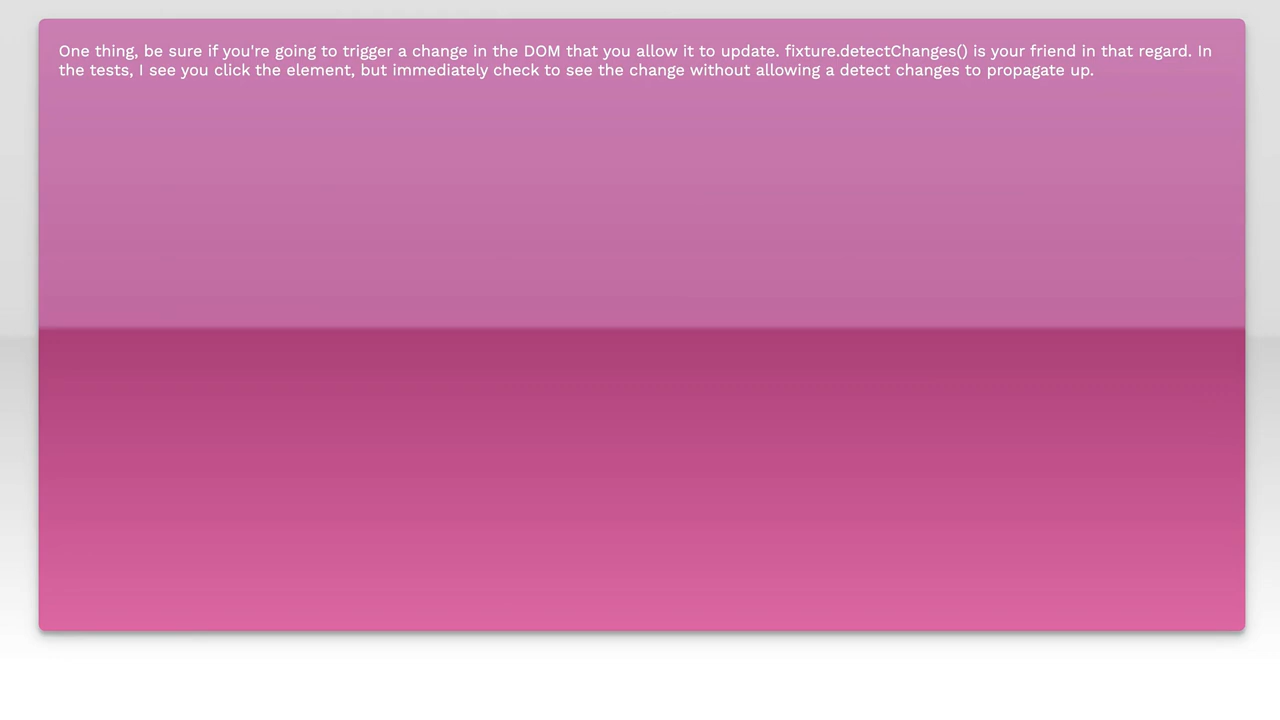 One thing, be sure if you're going to trigger a change in the DOM that you allow it to update. fixture.detectChanges() is your friend in that regard. In
the tests, I see you click the element, but immediately check to see the change without allowing a detect changes to propagate up.